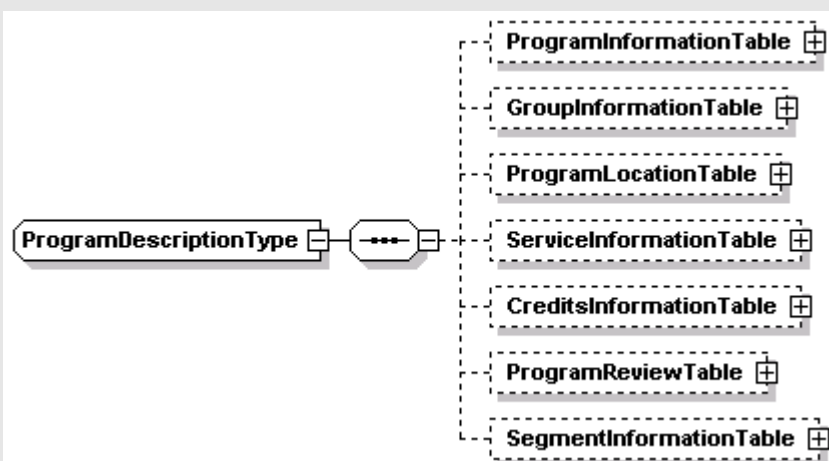 ProgramInformationTable
GroupInformationTable
ProgramLocationTable
ProgramDescriptionType
ServiceInformationTable
CreditsInformationTable
ProgramReviewTable
SegmentInformationTable